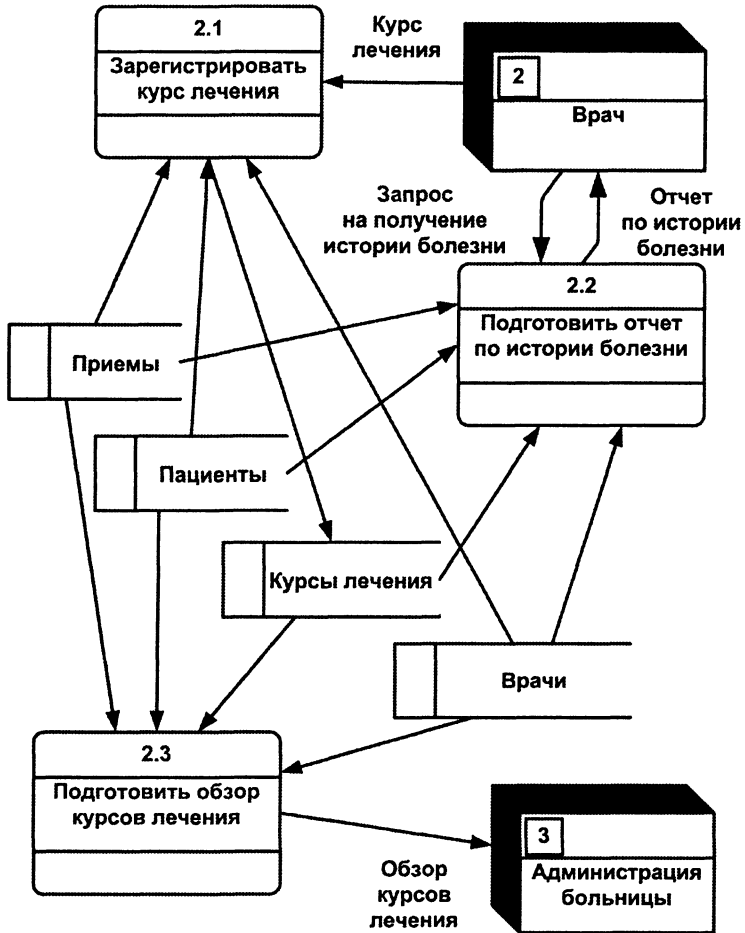 2.1
Зарегистрировать
курс лечения
Курс
лечения
2
Врач
Запрос
на получение
истории болезни
Отчет
по истории
болезни
2.2
Подготовить отчет
по истории болезни
Приемы
Пациенты
Курсы лечения
Врачи
2.3
Подготовить обзор
курсов лечения
Обзор
курсов
лечения
3
Администрация
больницы